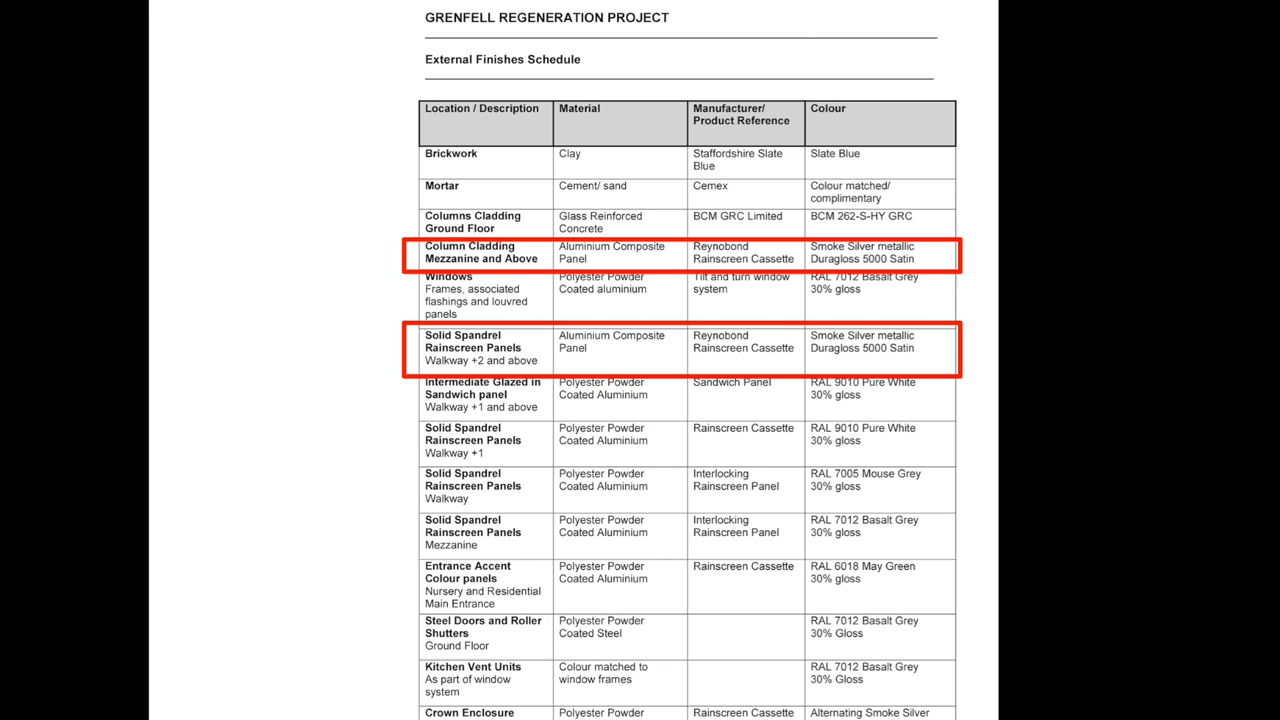 GRENFELL REGENERATION PROJECT
External Finishes Schedule
Location / Description Material Manufacturer/ Product Reference Colour
Brickwork Clay Staffordshire Slate Blue Slate Blue
Mortar Cement/ sand Cemex Colour matched/ complimentary
Columns Cladding Ground Floor Glass Reinforced Concrete BCM GRC Limited BCM 262-S-HY GRC
Column Cladding Mezzanine and Above Aluminium Composite Panel Reynobond Rainscreen Cassette Smoke Silver metallic Duragloss 5000 Satin
Windows Frames, associated flashings and louvred panels Polyester Powder Coated aluminium Tilt and turn window system RAL 7012 Basalt Grey 30% gloss
Solid Spandrel Rainscreen Panels Walkway +2 and above Aluminium Composite Panel Reynobond Rainscreen Cassette Smoke Silver metallic Duragloss 5000 Satin
Intermediate Glazed in Sandwich panel Walkway +1 and above Polyester Powder Coated Aluminium Sandwich Panel RAL 9010 Pure White 30% gloss
Solid Spandrel Rainscreen Panels Walkway +1 Polyester Powder Coated Aluminium Rainscreen Cassette RAL 9010 Pure White 30% gloss
Solid Spandrel Rainscreen Panels Walkway Polyester Powder Coated Aluminium Interlocking Rainscreen Panel RAL 7005 Mouse Grey 30% gloss
Solid Spandrel Rainscreen Panels Mezzanine Polyester Powder Coated Aluminium Interlocking Rainscreen Panel RAL 7012 Basalt Grey 30% gloss
Entrance Accent Colour panels Nursery and Residential Main Entrance Polyester Powder Coated Aluminium Rainscreen Cassette RAL 6018 May Green 30% gloss
Steel Doors and Roller Shutters Ground Floor Polyester Powder Coated Steel RAL 7012 Basalt Grey 30% Gloss
Kitchen Vent Units As part of window system Colour matched to window frames RAL 7012 Basalt Grey 30% Gloss
Crown Enclosure Polyester Powder Rainscreen Cassette Alternating Smoke Silver